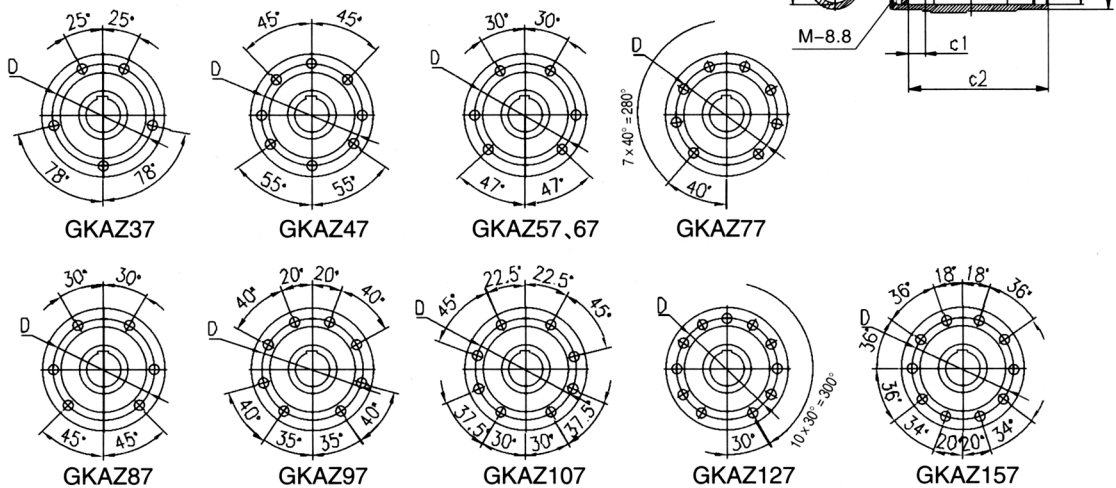 M-8.8
c1
c2
25° 25°
D
78° 78°
GKAZ37
45° 45°
D
55° 55°
GKAZ47
30° 30°
D
47° 47°
GKAZ57、67
D
7×40°=280°
40°
GKAZ77
30° 30°
D
45° 45°
GKAZ87
40° 20° 20° 40°
D
40° 35° 35° 40°
GKAZ97
45° 22.5° 22.5° 45°
D
37.5° 30° 30° 37.5°
GKAZ107
D
10×30°=300°
30°
GKAZ127
36° 18° 18° 36°
D
36°
36°
34° 20° 20° 34°
GKAZ157